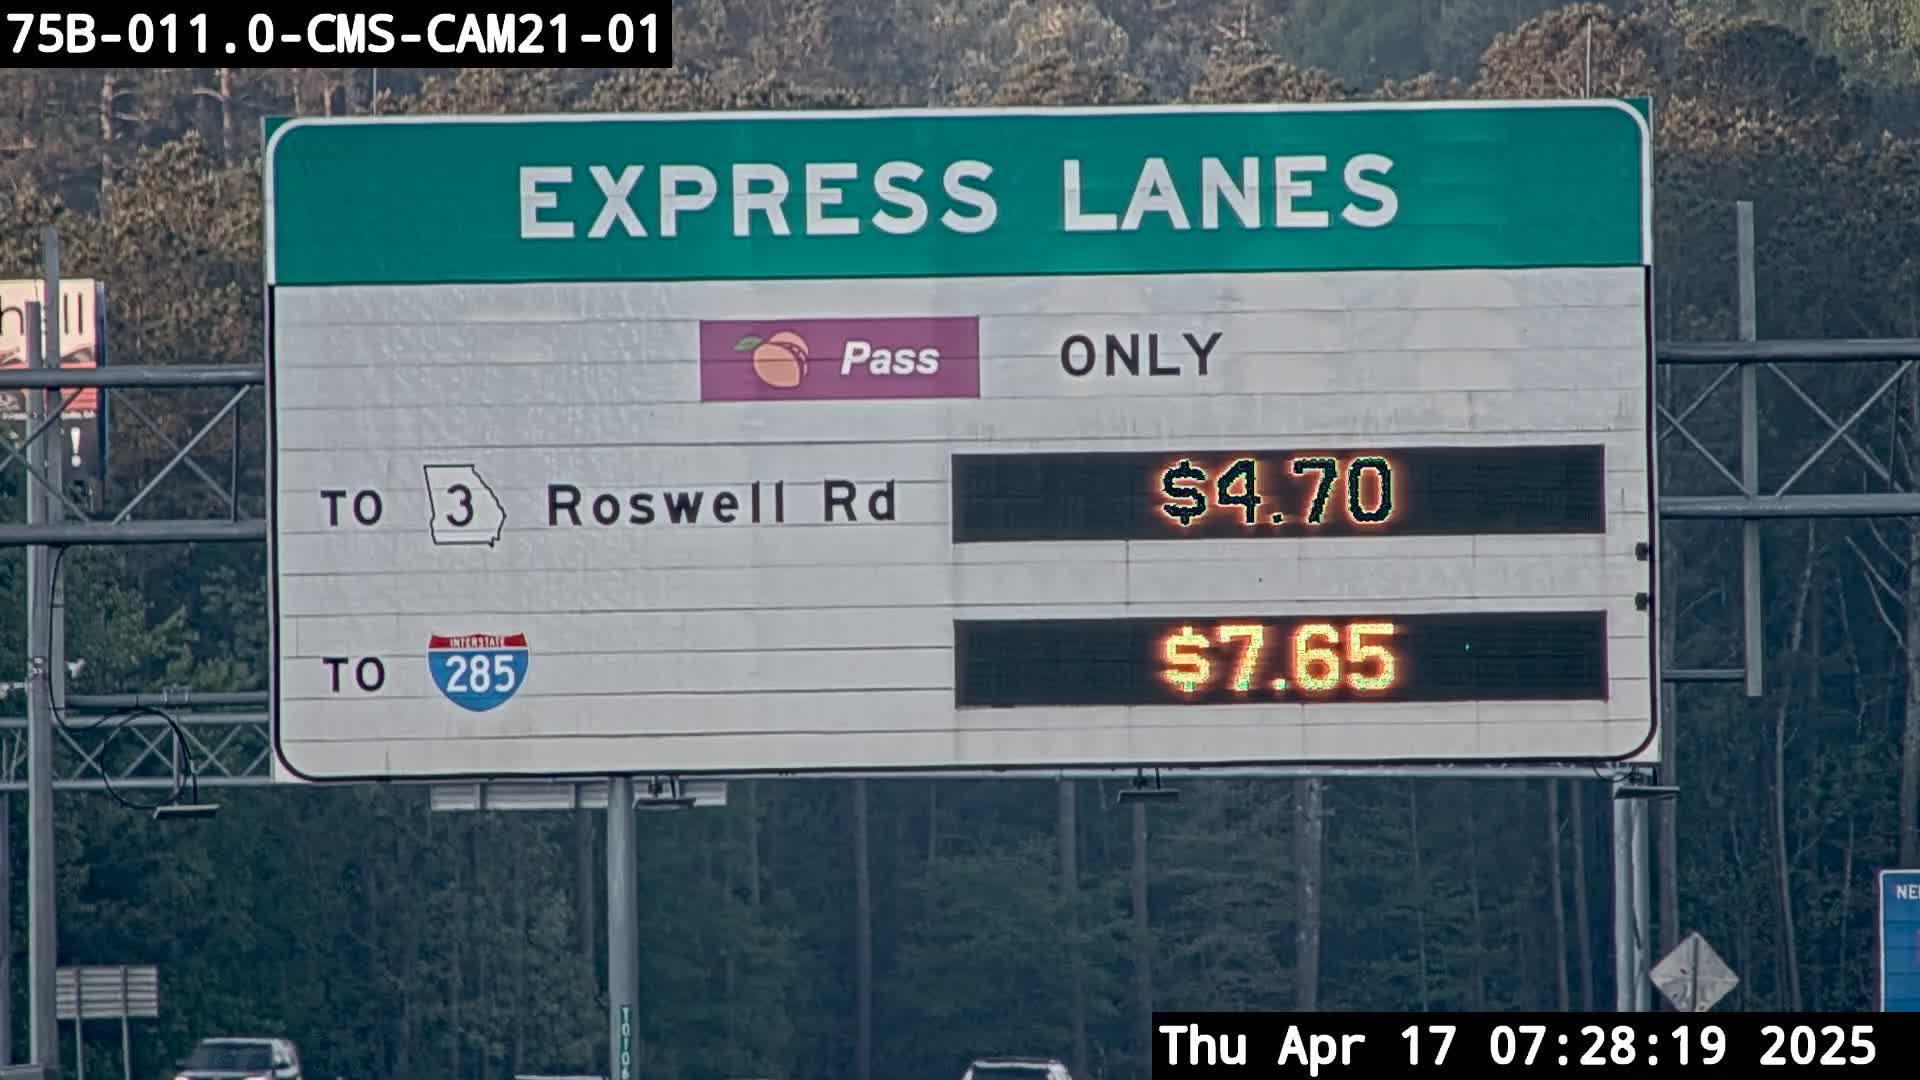 75B-011.0-CMS-CAM21-01
EXPRESS LANES
Pass ONLY
TO 3 Roswell Rd $4.70
TO INTERSTATE 285 $7.65
!
Thu Apr 17 07:28:19 2025